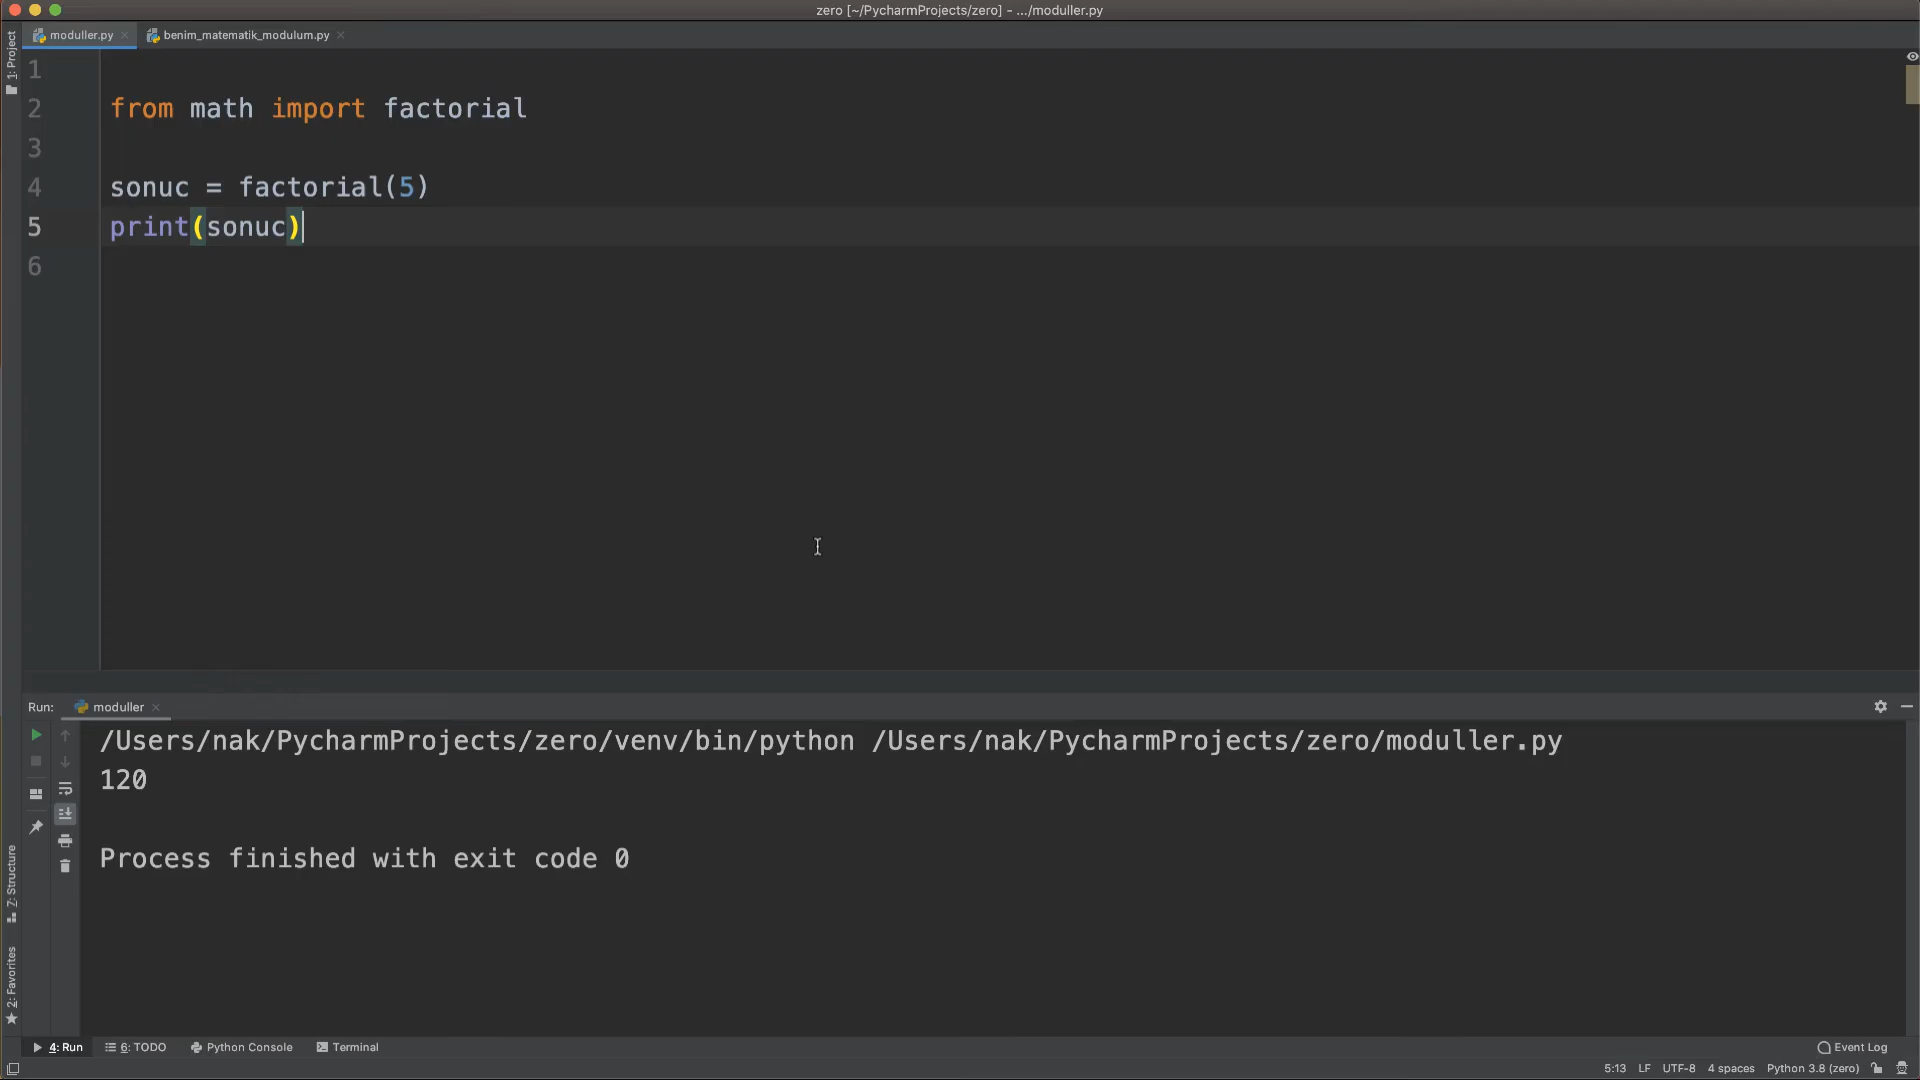 zero [~/PycharmProjects/zero] - .../moduller.py
moduller.py
benim_matematik_modulum.py
1: Project
1
2 from math import factorial
3
4 sonuc = factorial(5)
5 print(sonuc)
6
Run: moduller
/Users/nak/PycharmProjects/zero/venv/bin/python /Users/nak/PycharmProjects/zero/moduller.py
120
Process finished with exit code 0
7: Structure
2: Favorites
4: Run 6: TODO Python Console Terminal Event Log
5:13 LF UTF-8 4 spaces Python 3.8 (zero)